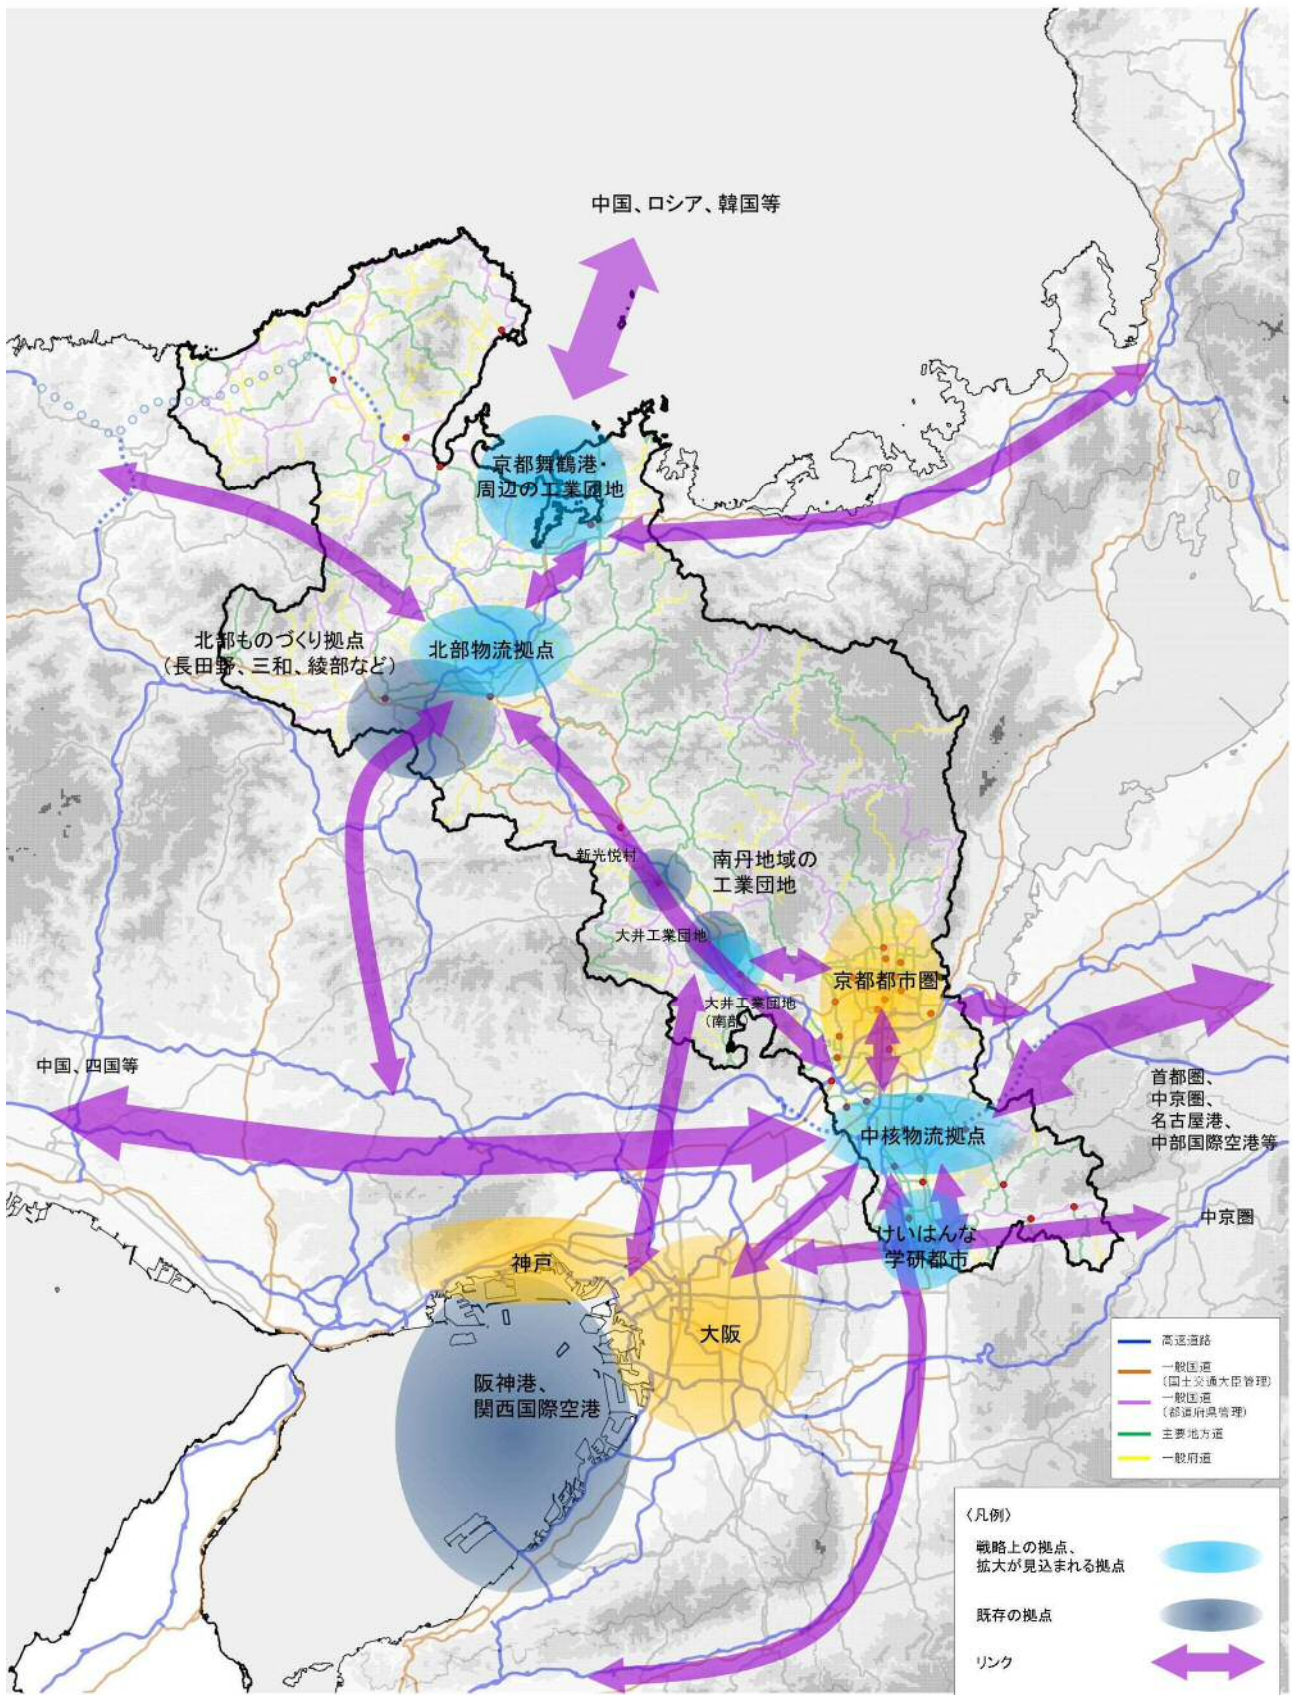 中国、ロシア、韓国等
京都舞鶴港・
周辺の工業団地
北部ものづくり拠点
（長田野、三和、綾部など）
北部物流拠点
新光悦村
南丹地域の
工業団地
大井工業団地
京都都市圏
大井工業団地
（南部）
中国、四国等
首都圏、
中京圏、
名古屋港、
中部国際空港等
中核物流拠点
中京圏
けいはんな
学研都市
神戸
大阪
阪神港、
関西国際空港
高速道路
一般国道
（国土交通大臣管理）
一般国道
（都道府県管理）
主要地方道
一般府道
〈凡例〉
戦略上の拠点、
拡大が見込まれる拠点
既存の拠点
リンク